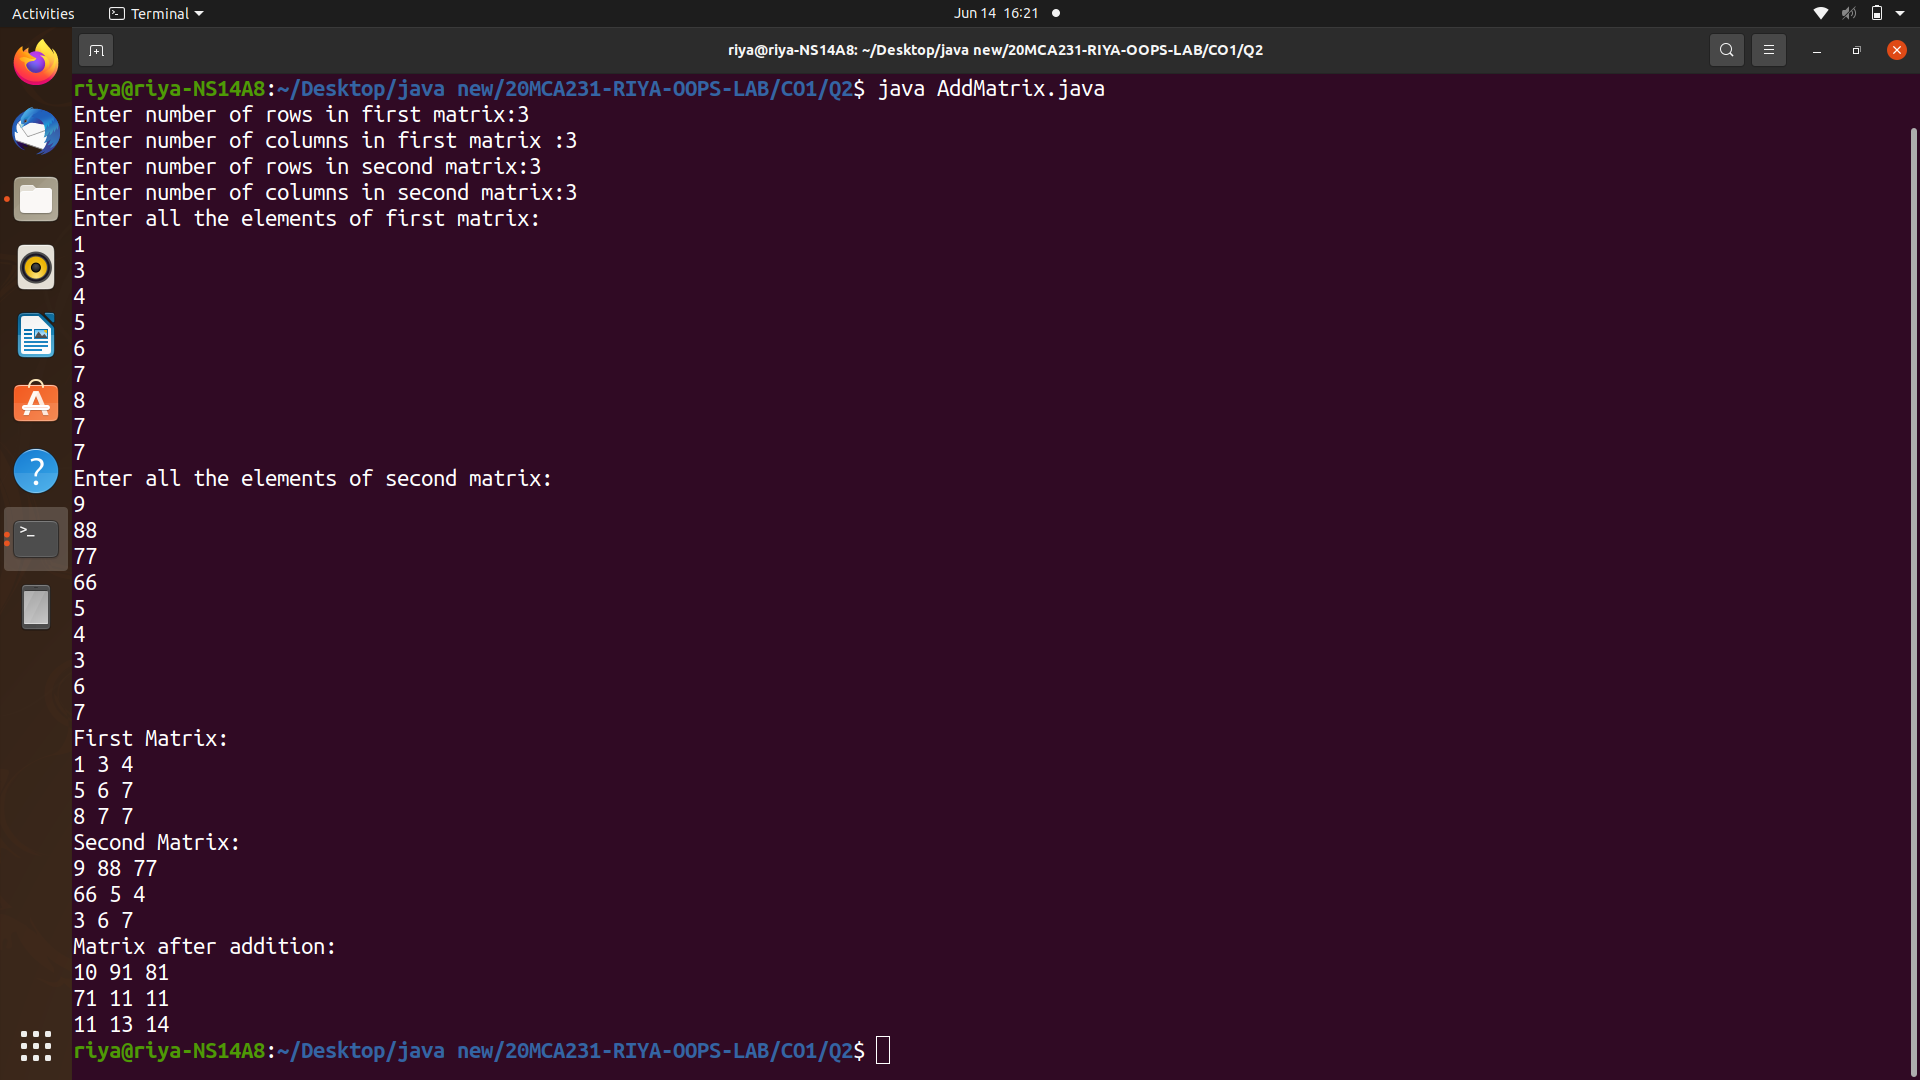 Activities
Terminal
Jun 14 16:21
riya@riya-NS14A8: ~/Desktop/java new/20MCA231-RIYA-OOPS-LAB/CO1/Q2
riya@riya-NS14A8:~/Desktop/java new/20MCA231-RIYA-OOPS-LAB/CO1/Q2$ java AddMatrix.java
Enter number of rows in first matrix:3
Enter number of columns in first matrix :3
Enter number of rows in second matrix:3
Enter number of columns in second matrix:3
Enter all the elements of first matrix:
1
3
4
5
6
7
8
7
7
Enter all the elements of second matrix:
9
88
77
66
5
4
3
6
7
First Matrix:
1 3 4
5 6 7
8 7 7
Second Matrix:
9 88 77
66 5 4
3 6 7
Matrix after addition:
10 91 81
71 11 11
11 13 14
riya@riya-NS14A8:~/Desktop/java new/20MCA231-RIYA-OOPS-LAB/CO1/Q2$